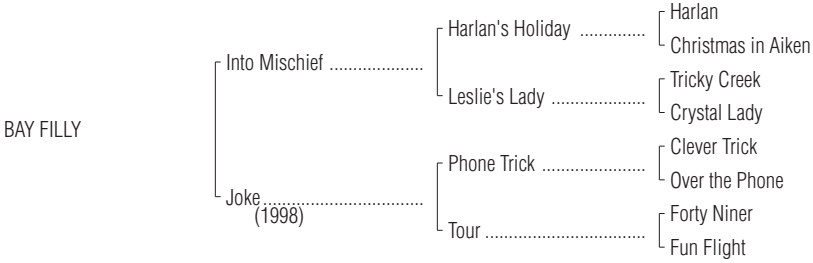 Harlan
Harlan's Holiday ..............
Christmas in Aiken
Into Mischief ....................
Tricky Creek
Leslie's Lady ....................
Crystal Lady
BAY FILLY
Clever Trick
Phone Trick ......................
Over the Phone
Joke..................................
(1998)
Forty Niner
Tour ..................................
Fun Flight